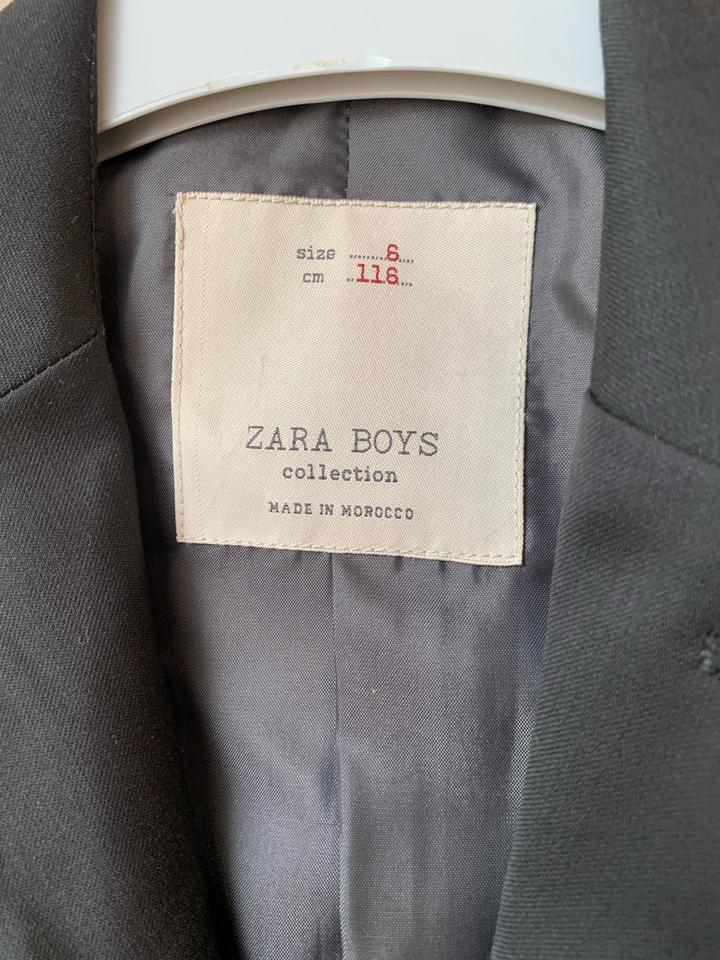 size ........6....
cm ..116....
ZARA BOYS
collection
MADE IN MOROCCO